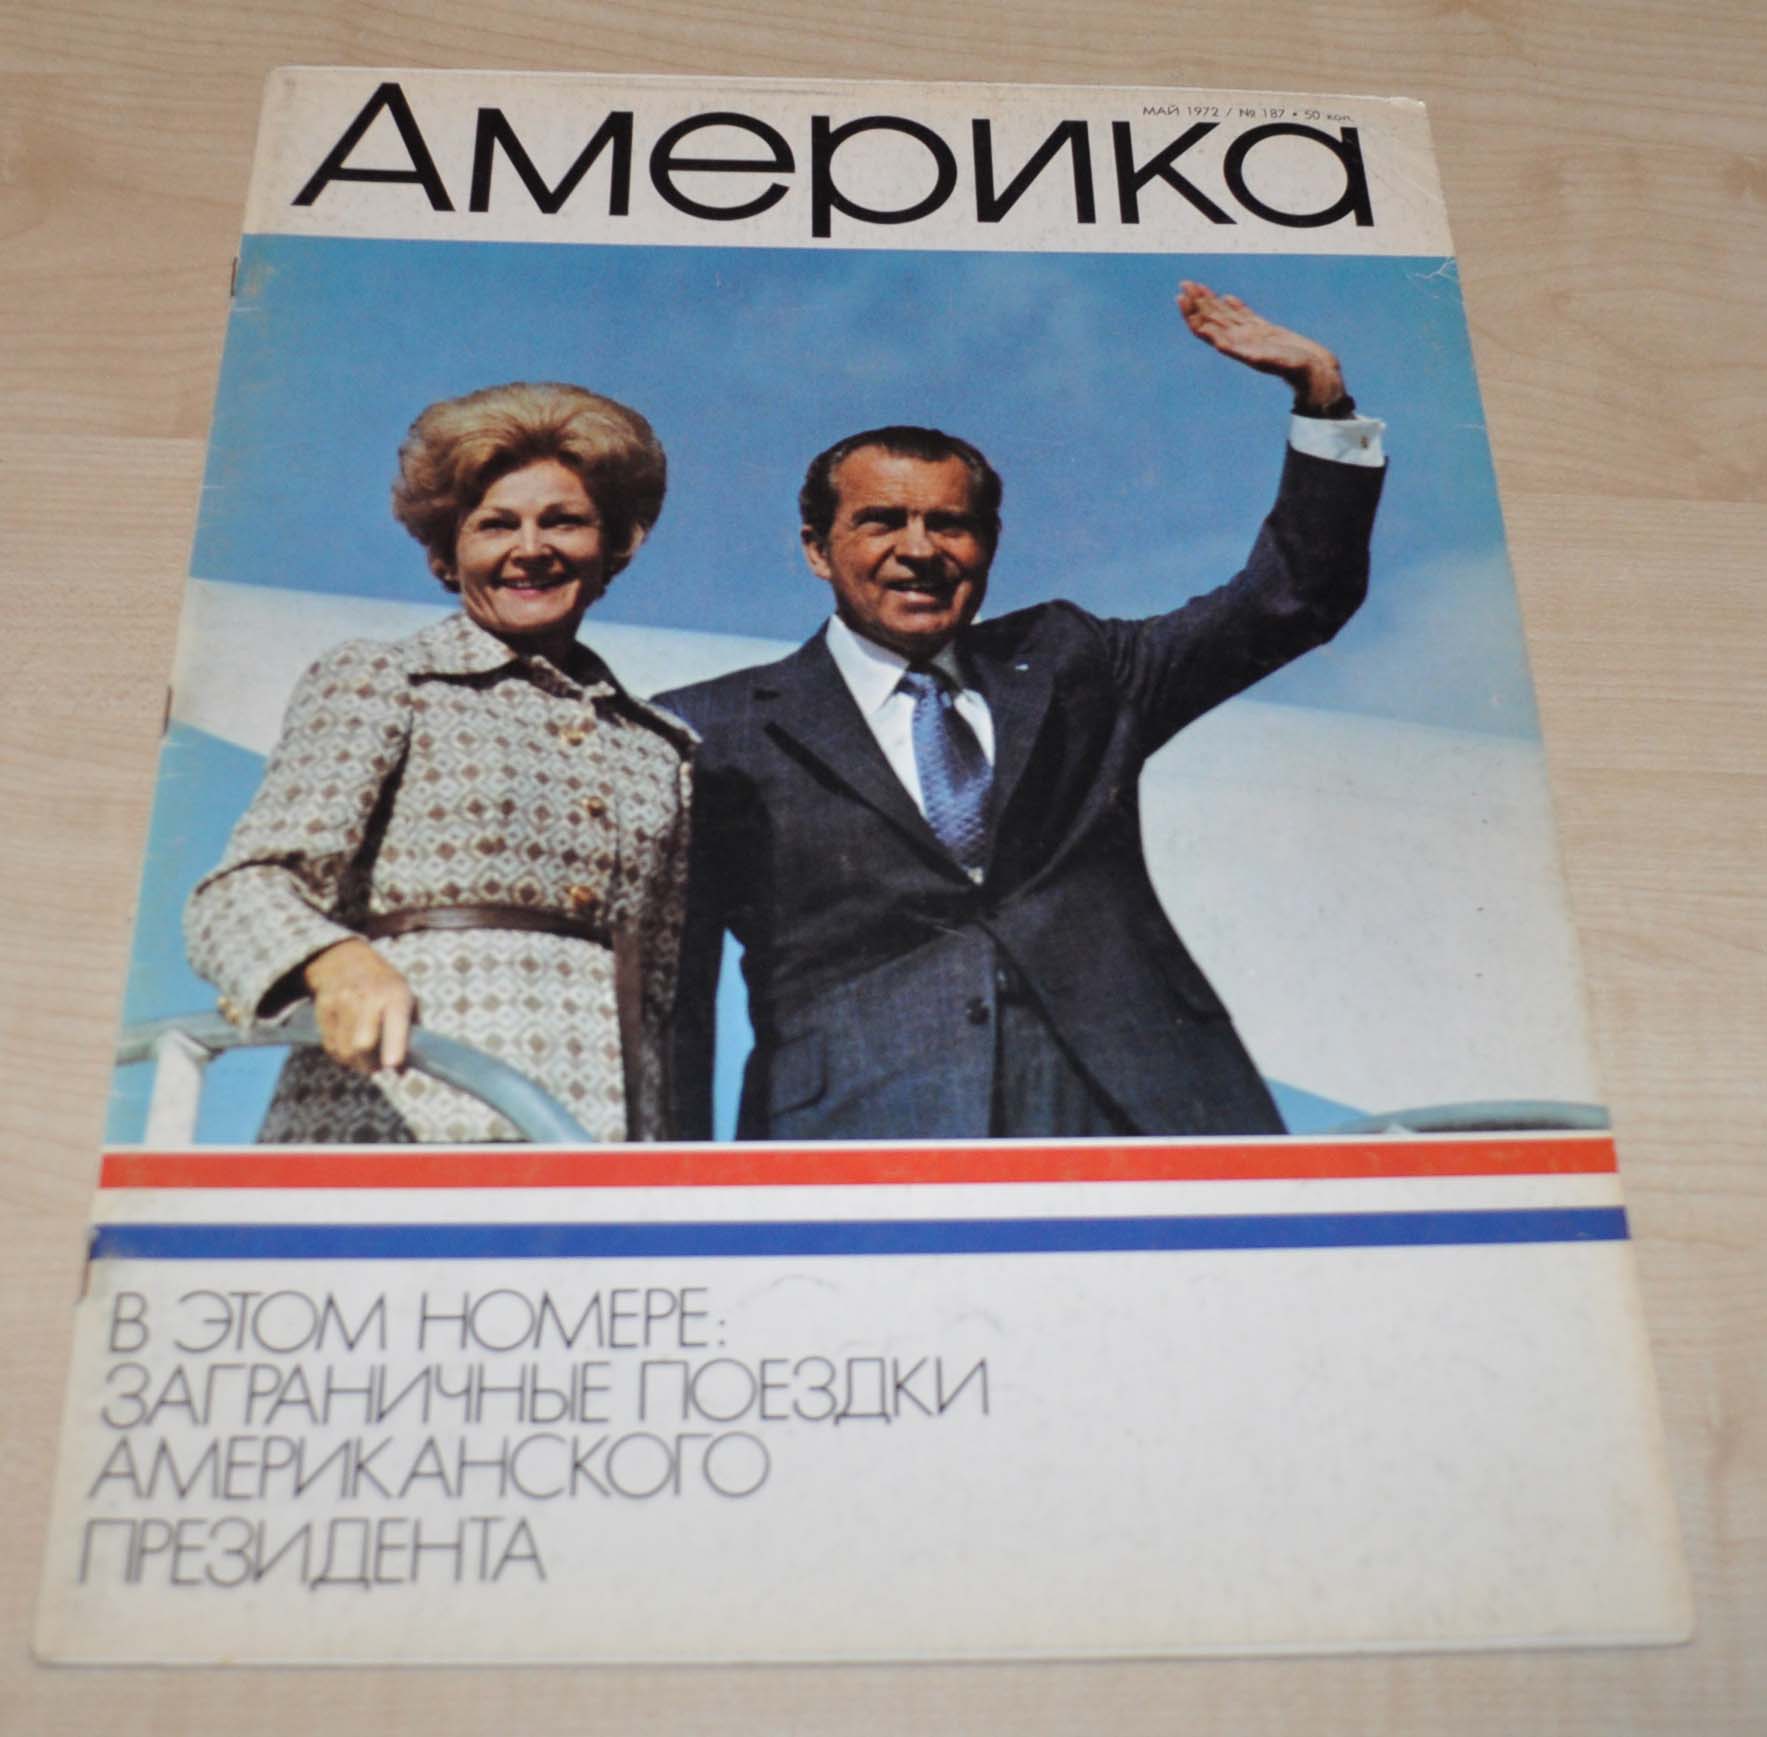 МАЙ 1972 / № 187 • 50 коп.
Америка
В ЭТОМ НОМЕРЕ:
ЗАГРАНИЧНЫЕ ПОЕЗДКИ
АМЕРИКАНСКОГО
ПРЕЗИДЕНТА